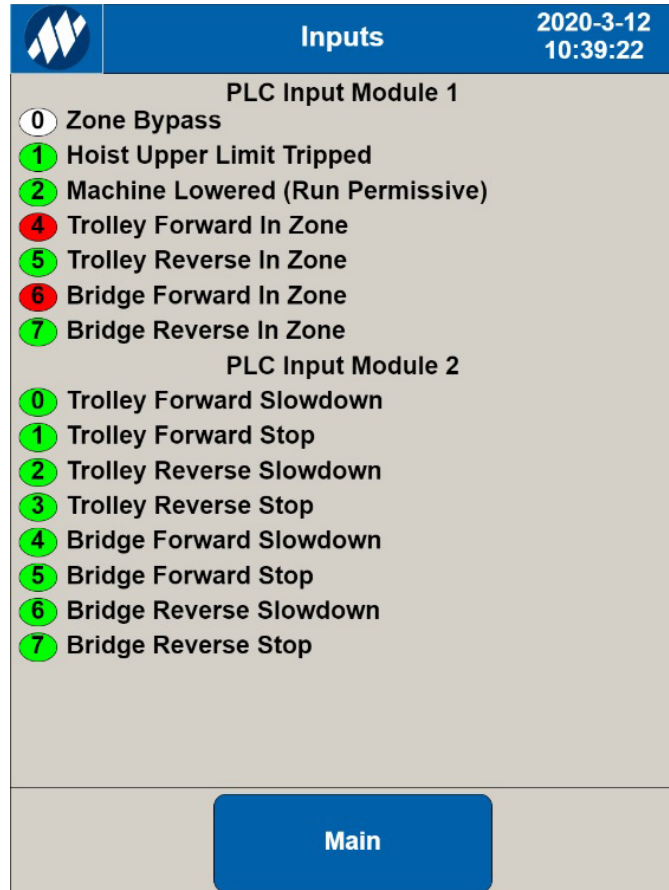 Inputs
2020-3-12
10:39:22
PLC Input Module 1
0 Zone Bypass
1 Hoist Upper Limit Tripped
2 Machine Lowered (Run Permissive)
4 Trolley Forward In Zone
5 Trolley Reverse In Zone
6 Bridge Forward In Zone
7 Bridge Reverse In Zone
PLC Input Module 2
0 Trolley Forward Slowdown
1 Trolley Forward Stop
2 Trolley Reverse Slowdown
3 Trolley Reverse Stop
4 Bridge Forward Slowdown
5 Bridge Forward Stop
6 Bridge Reverse Slowdown
7 Bridge Reverse Stop
Main